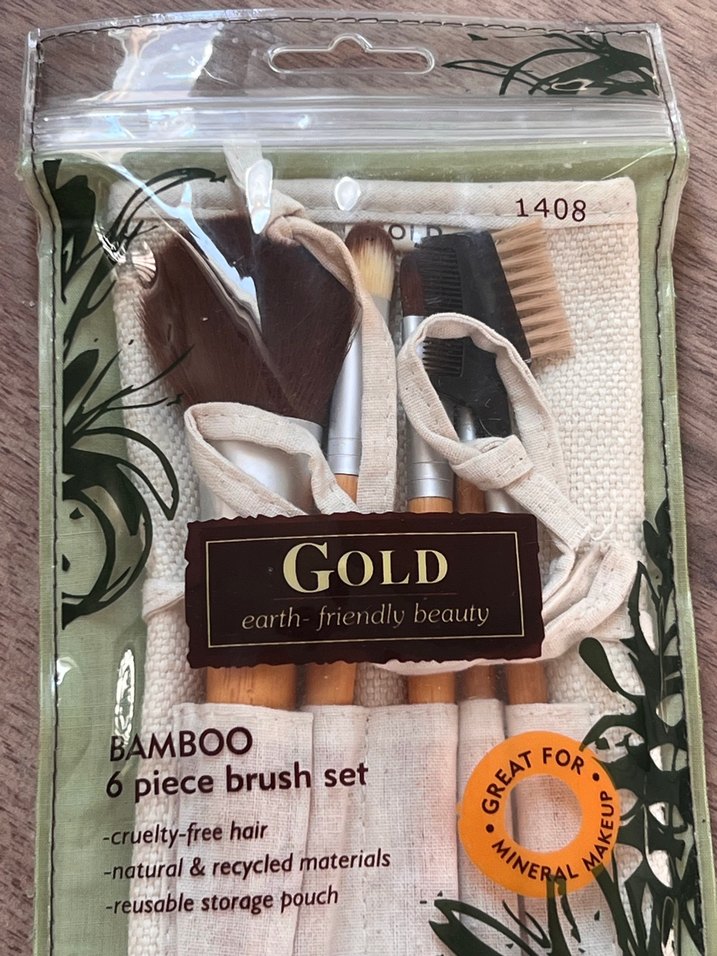 1408
GOLD
GOLD
earth-friendly beauty
BAMBOO
6 piece brush set
-cruelty-free hair
-natural & recycled materials
-reusable storage pouch
GREAT FOR •
• MINERAL MAKEUP